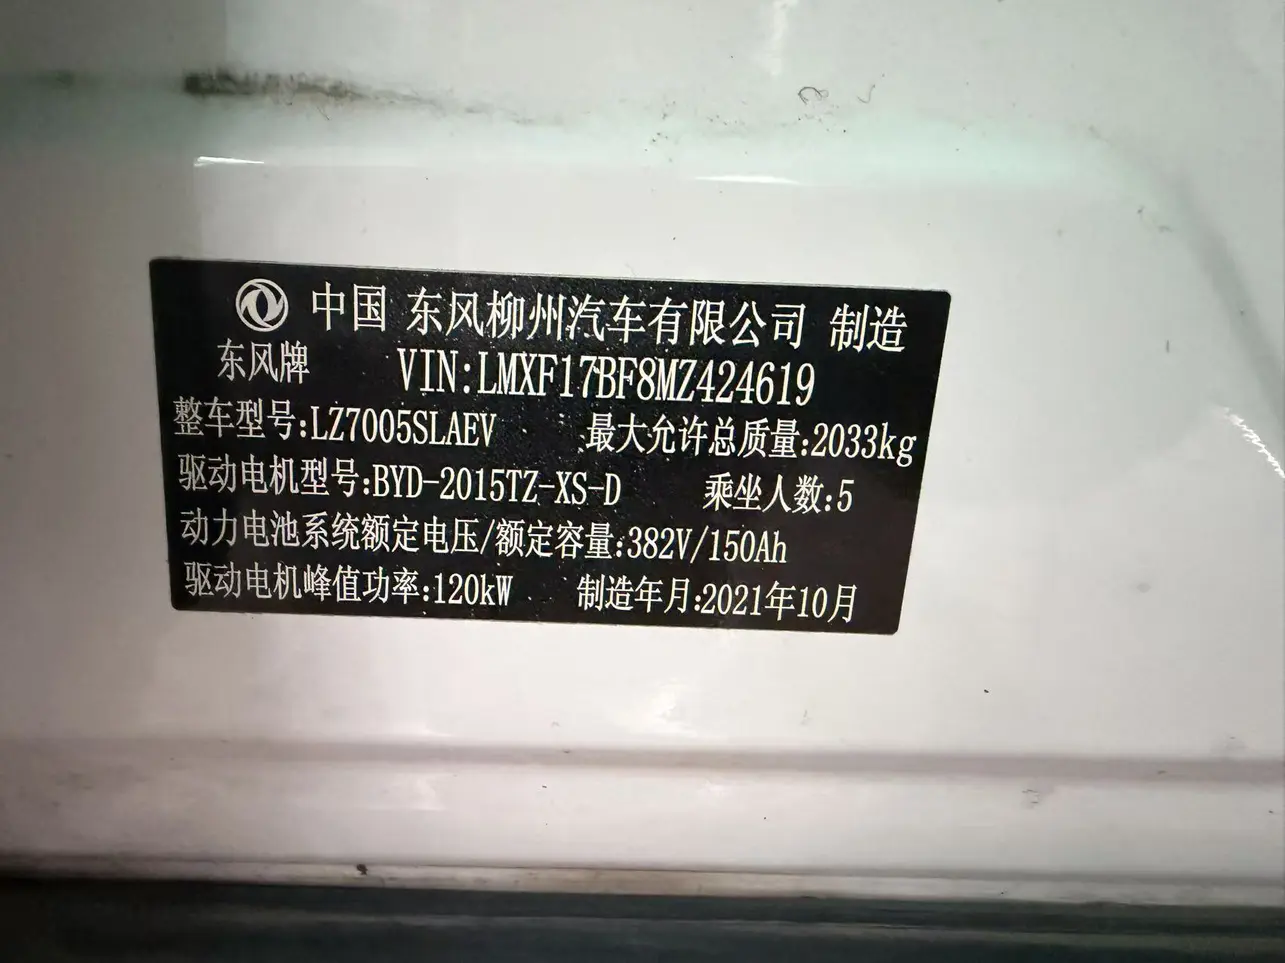 中国 东风柳州汽车有限公司 制造
东风牌 VIN:LMXF17BF8MZ424619
整车型号:LZ7005SLAEV 最大允许总质量:2033kg
驱动电机型号:BYD-2015TZ-XS-D 乘坐人数:5
动力电池系统额定电压/额定容量:382V/150Ah
驱动电机峰值功率:120kW 制造年月:2021年10月